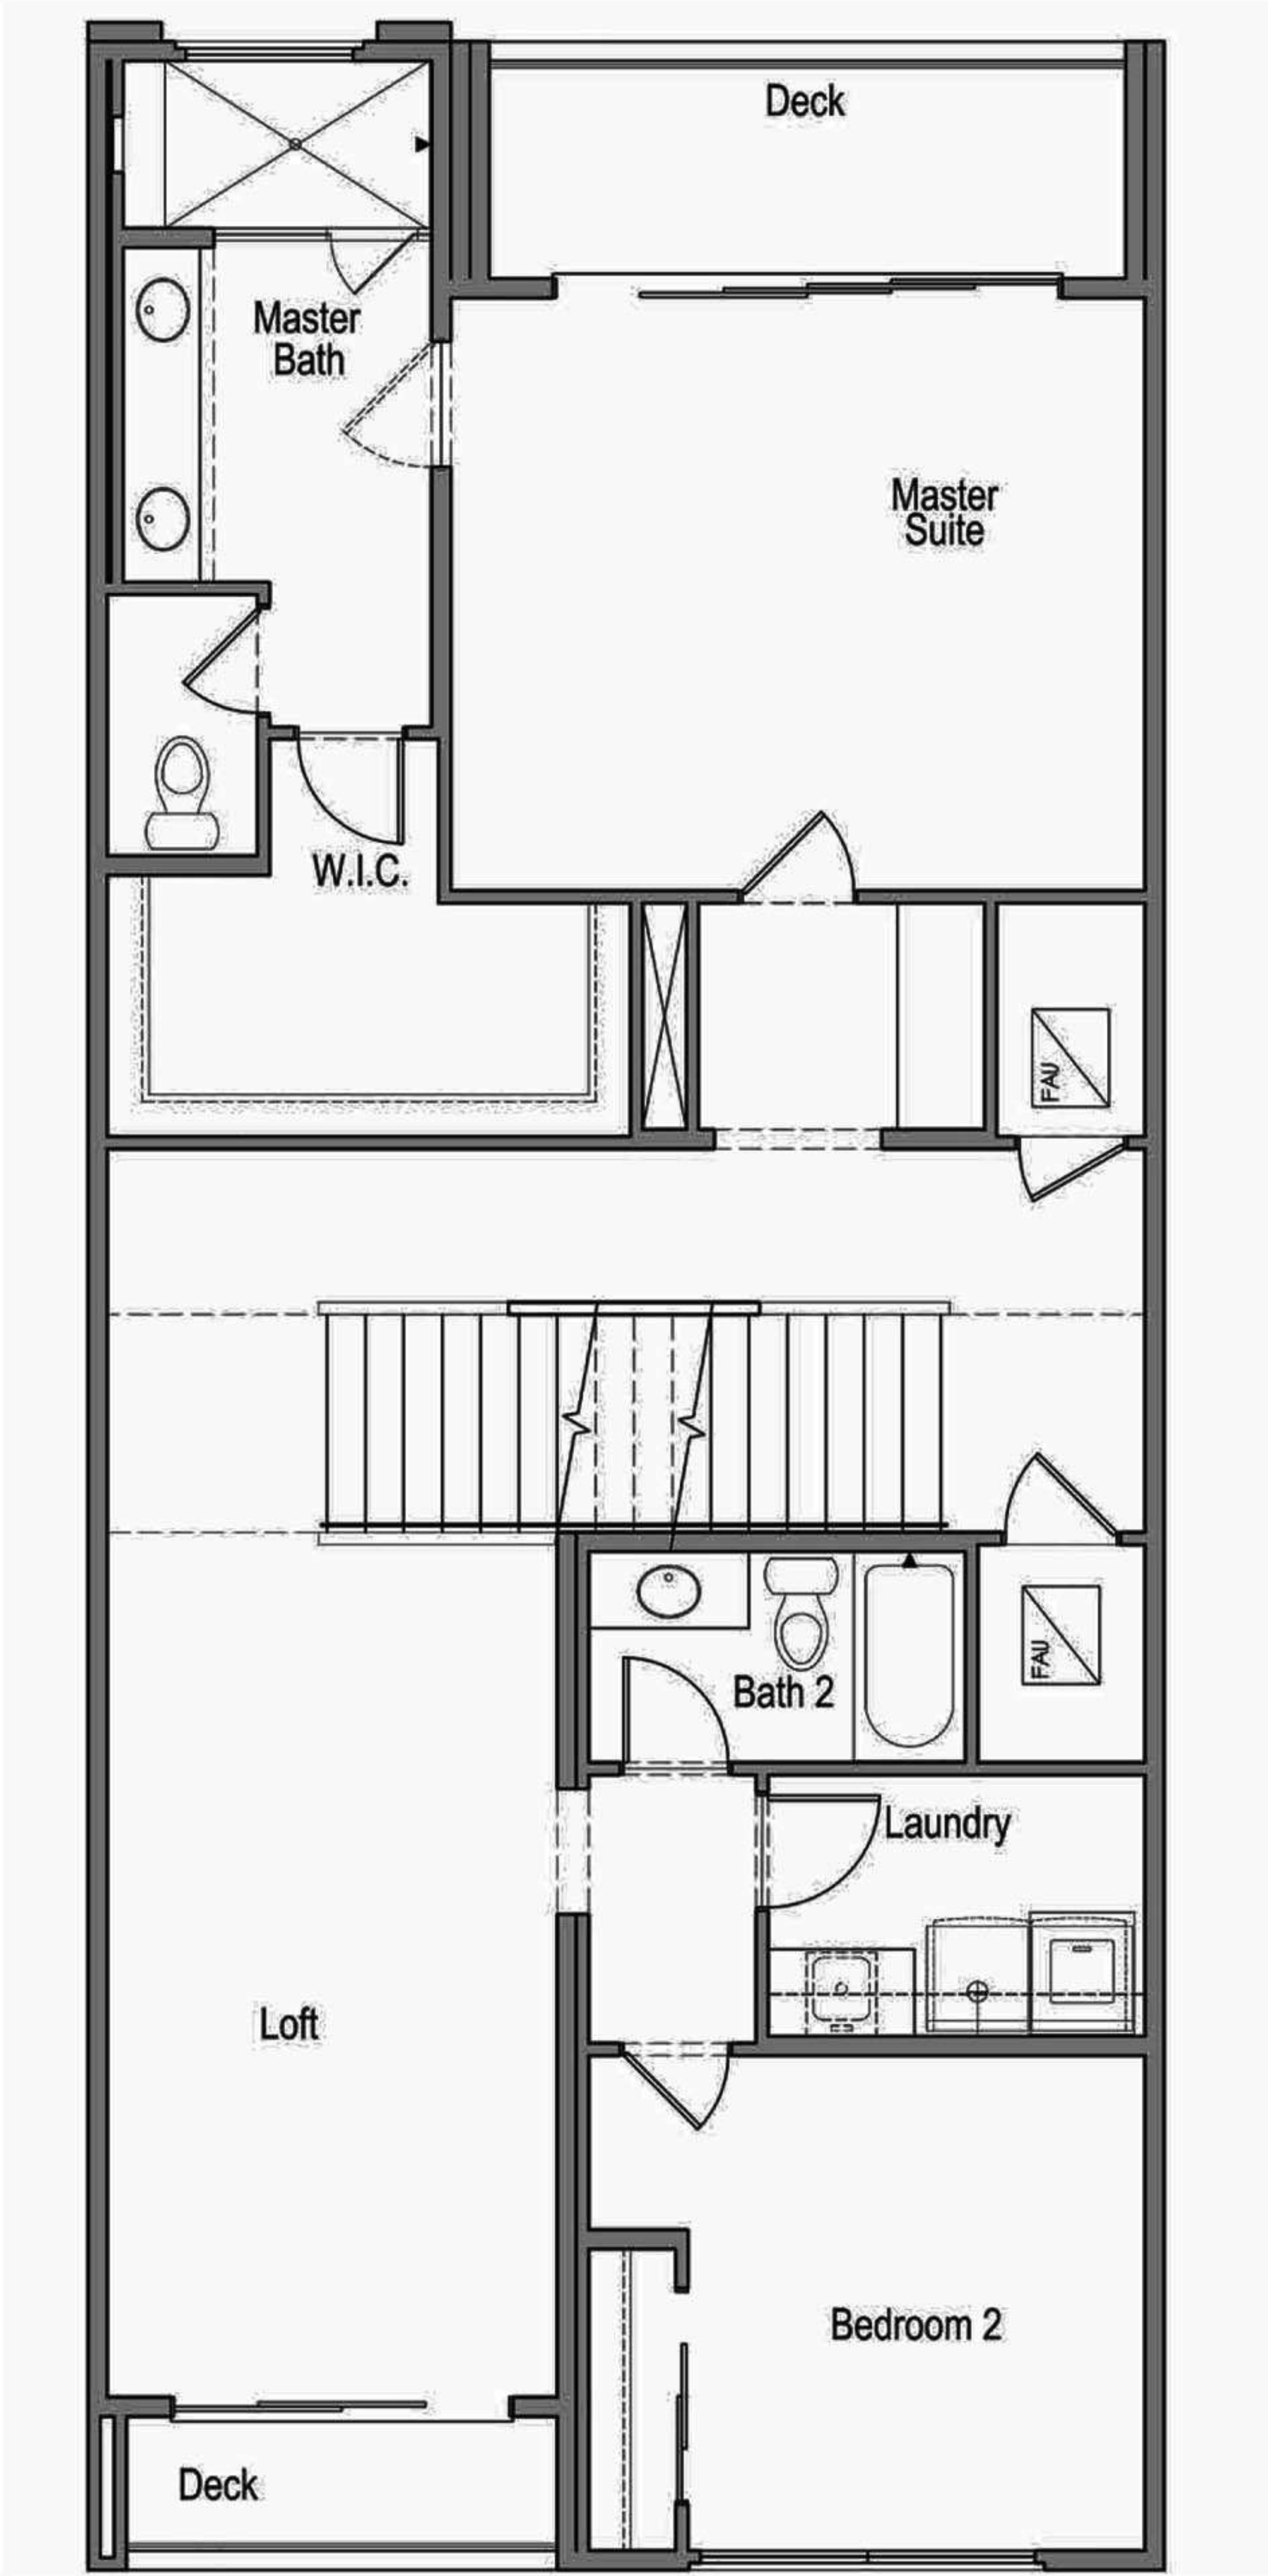 Deck
Master
Bath
Master
Suite
W.I.C.
FAU
FAU
Bath 2
Laundry
Loft
Bedroom 2
Deck